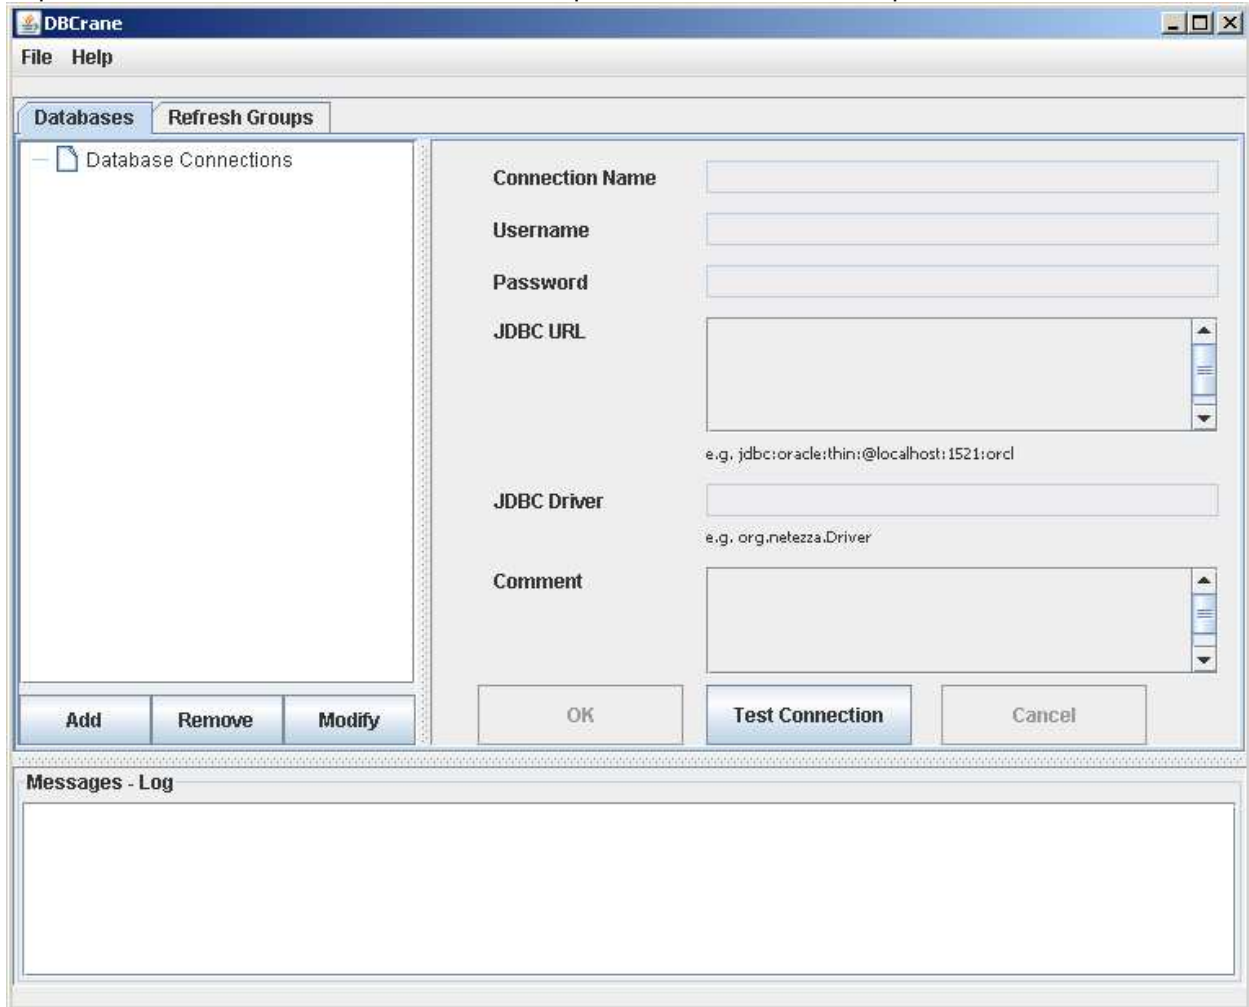 DBCrane
File Help
Databases Refresh Groups
Database Connections
Connection Name
Username
Password
JDBC URL
e.g. jdbc:oracle:thin:@localhost:1521:orcl
JDBC Driver
e.g. org.netezza.Driver
Comment
Add Remove Modify OK Test Connection Cancel
Messages - Log